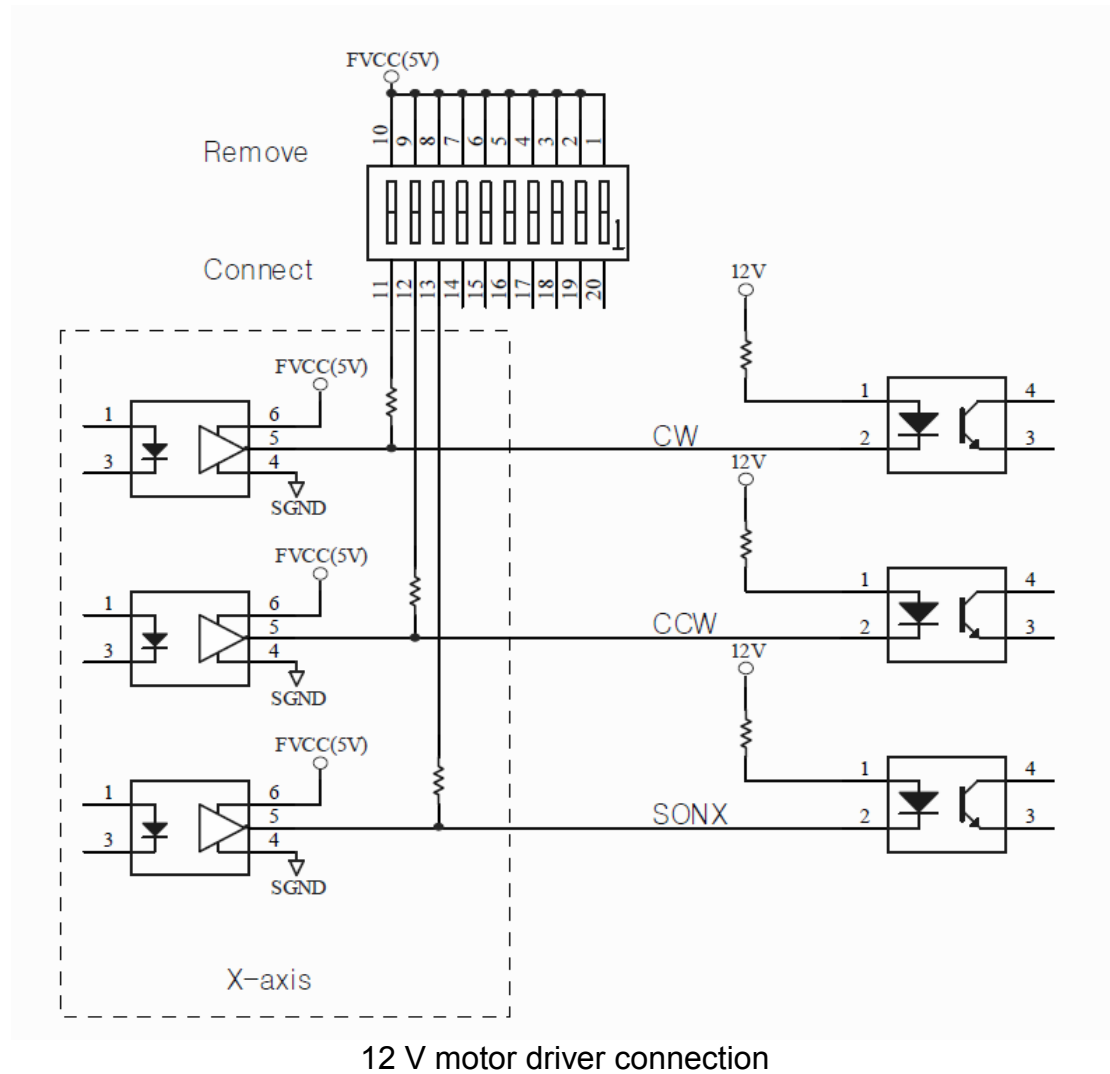 FVCC(5V)
10 9 8 7 6 5 4 3 2 1
Remove
1
Connect
11 12 13 14 15 16 17 18 19 20
12V
FVCC(5V)
1 6 1 4
5 CW
3 4 2 3
SGND
12V
FVCC(5V)
1 6 1 4
5 CCW
3 4 2 3
SGND
12V
FVCC(5V)
1 6 1 4
5 SONX
3 4 2 3
SGND
X-axis
12 V motor driver connection